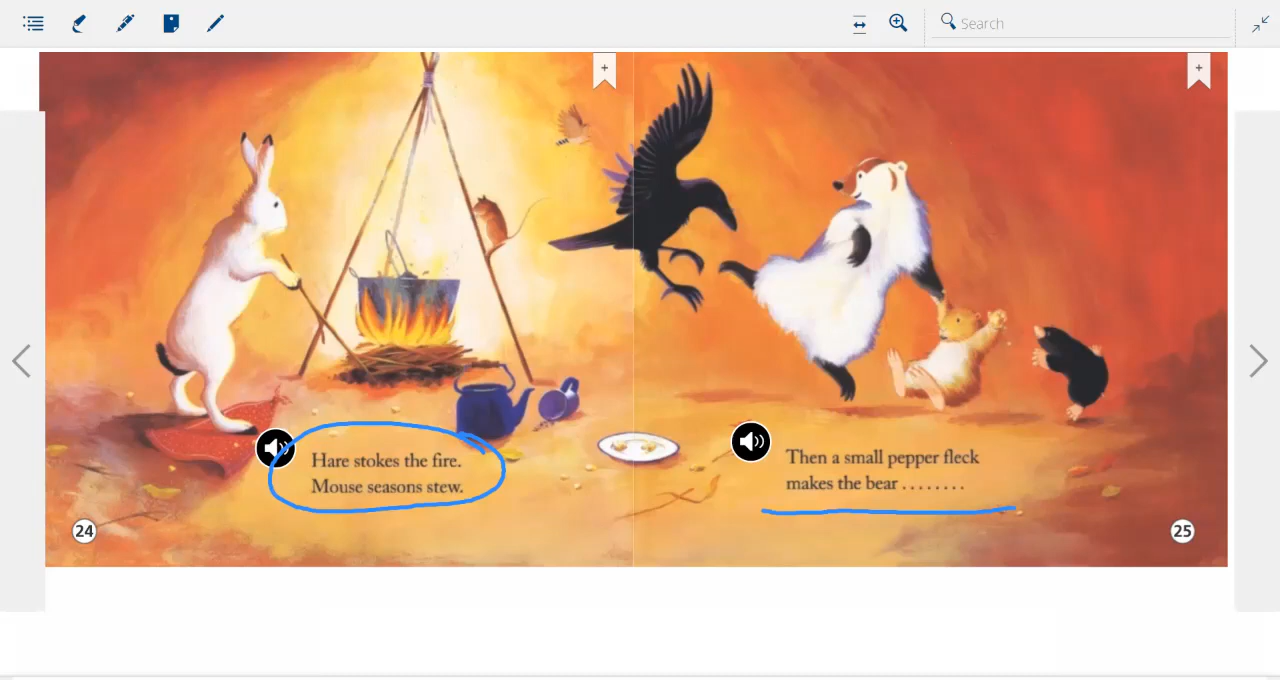 Search
+
+
Hare stokes the fire.
Mouse seasons stew.
Then a small pepper fleck
makes the bear ........
24
25